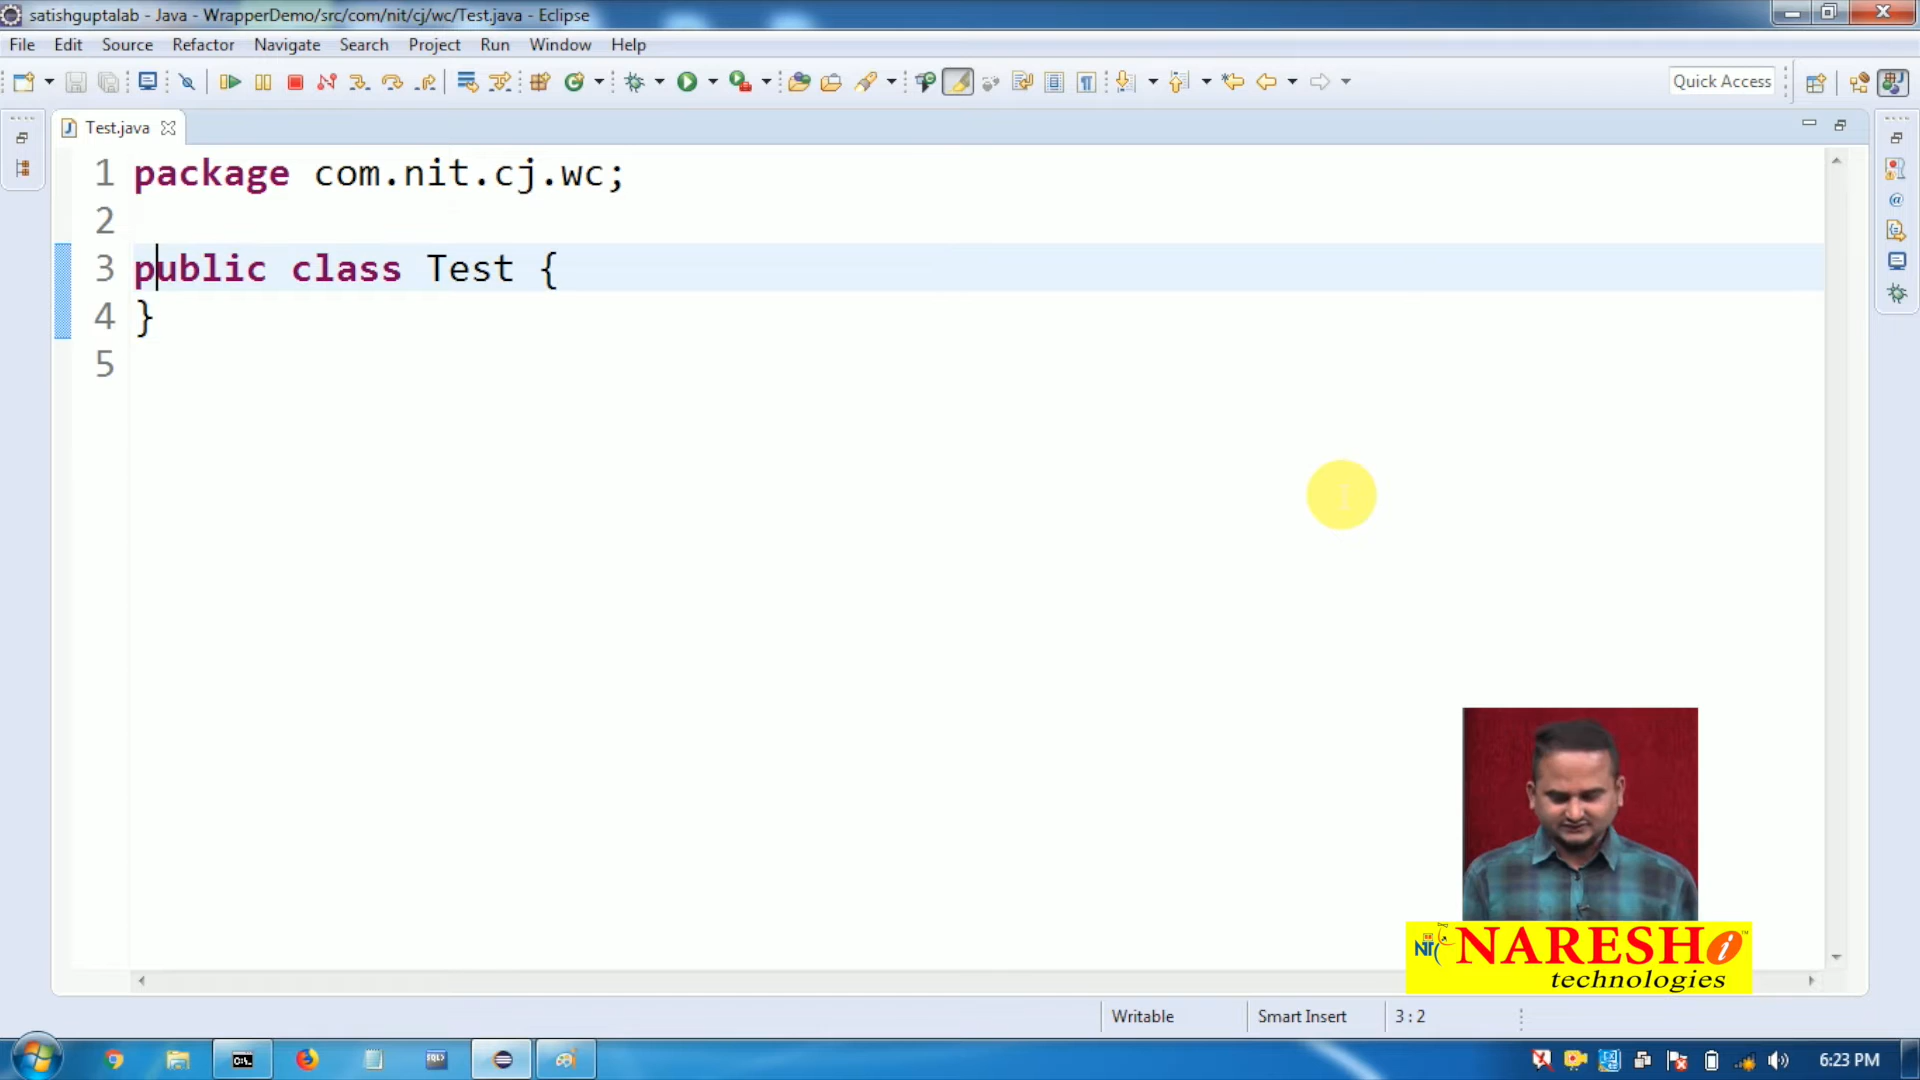 satishguptalab - Java - WrapperDemo/src/com/nit/cj/wc/Test.java - Eclipse
File Edit Source Refactor Navigate Search Project Run Window Help
Quick Access
Test.java
1 package com.nit.cj.wc;
2
3 public class Test {
4 }
5
NARESHi
technologies
Writable Smart Insert 3 : 2
6:23 PM